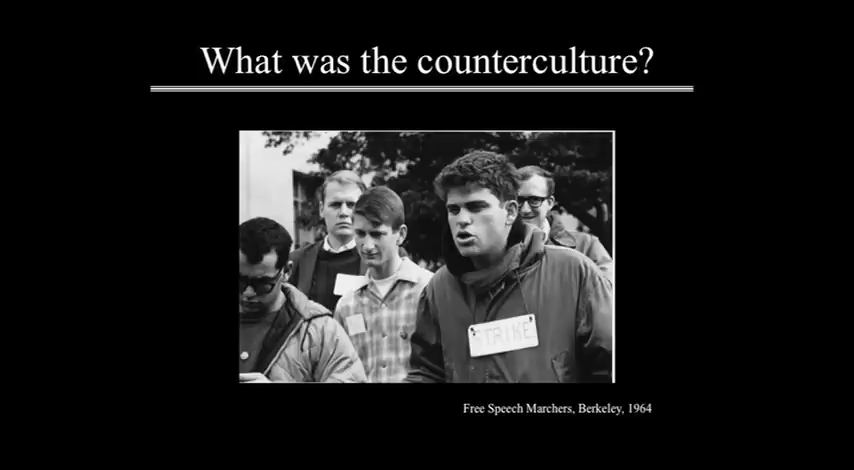 What was the counterculture?
STRIKE
Free Speech Marchers, Berkeley, 1964